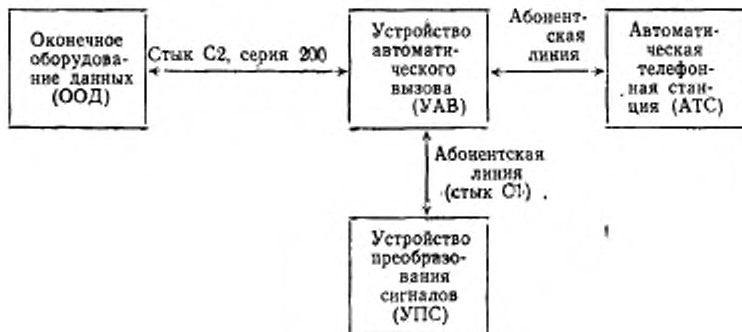 Оконечное
оборудова-
ние данных
(ООД)
Стык С2, серия 200
Устройство
автомати-
ческого
вызова
(УАВ)
Абонент-
ская
линия
Автомати-
ческая
телефон-
ная стан-
ция (АТС)
Абонентская
линия
(стык С1)
Устройство
преобразо-
вания
сигналов
(УПС)